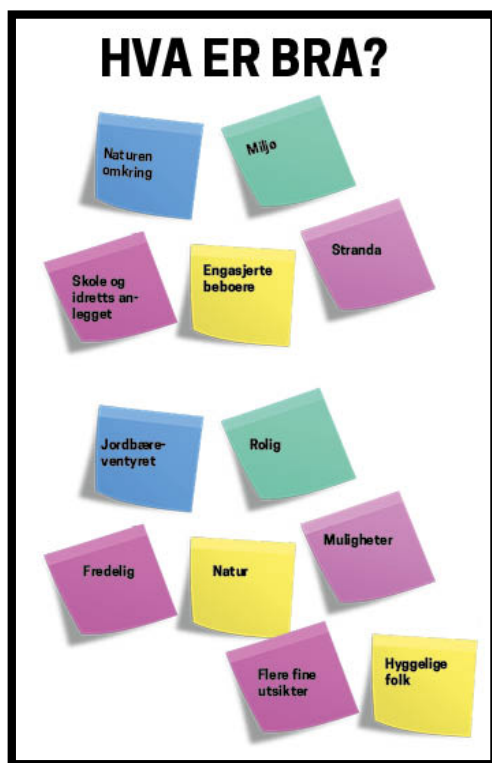 HVA ER BRA?
Naturen
omkring
Miljø
Skole og
idretts an-
legget
Engasjerte
beboere
Stranda
Jordbære-
ventyret
Rolig
Fredelig
Natur
Muligheter
Flere fine
utsikter
Hyggelige
folk